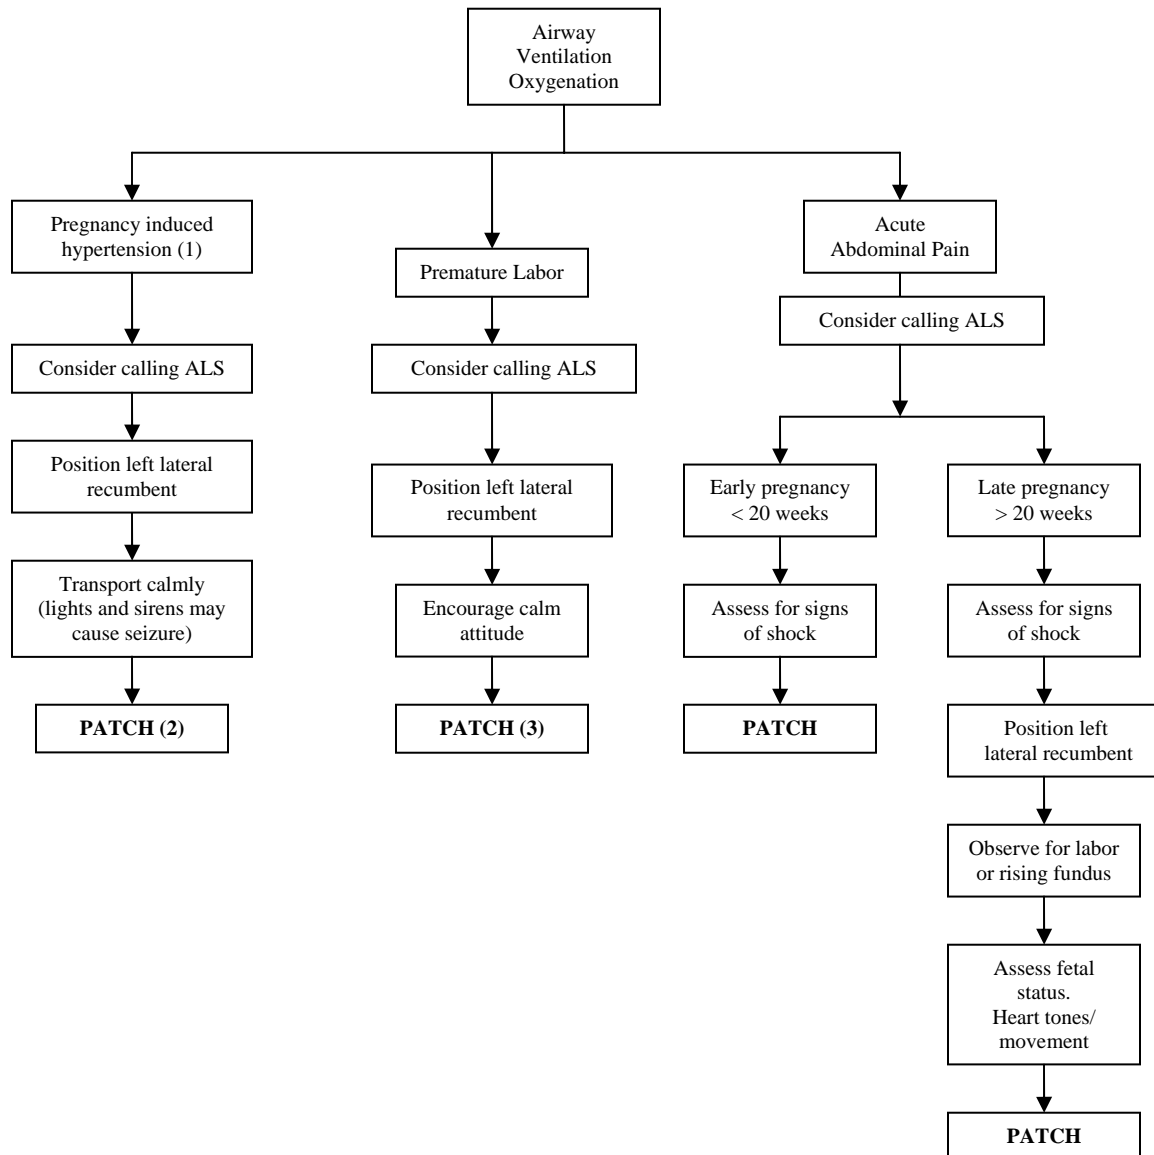 Airway
Ventilation
Oxygenation
Pregnancy induced
hypertension (1)
Consider calling ALS
Position left lateral
recumbent
Transport calmly
(lights and sirens may
cause seizure)
PATCH (2)
Premature Labor
Consider calling ALS
Position left lateral
recumbent
Encourage calm
attitude
PATCH (3)
Acute
Abdominal Pain
Consider calling ALS
Early pregnancy
< 20 weeks
Assess for signs
of shock
PATCH
Late pregnancy
> 20 weeks
Assess for signs
of shock
Position left
lateral recumbent
Observe for labor
or rising fundus
Assess fetal
status.
Heart tones/
movement
PATCH